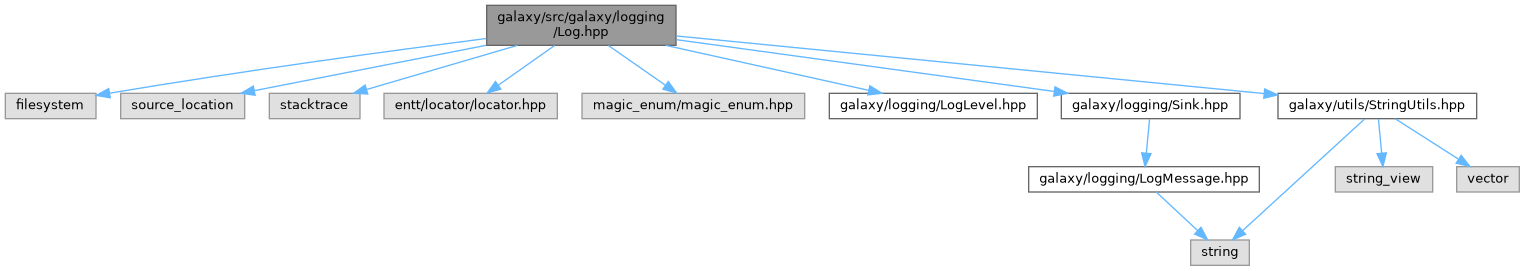 galaxy/src/galaxy/logging
/Log.hpp
filesystem
source_location
stacktrace
entt/locator/locator.hpp
magic_enum/magic_enum.hpp
galaxy/logging/LogLevel.hpp
galaxy/logging/Sink.hpp
galaxy/utils/StringUtils.hpp
galaxy/logging/LogMessage.hpp
string_view
vector
string